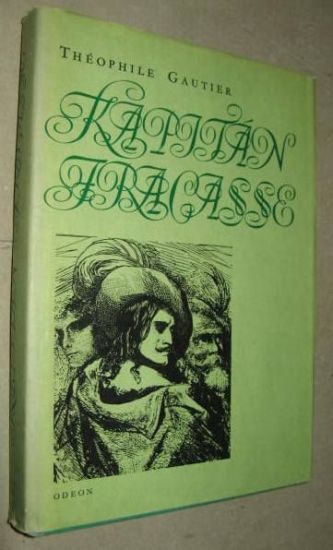 THÉOPHILE GAUTIER
KAPITÁN
FRACASSE
ODEON